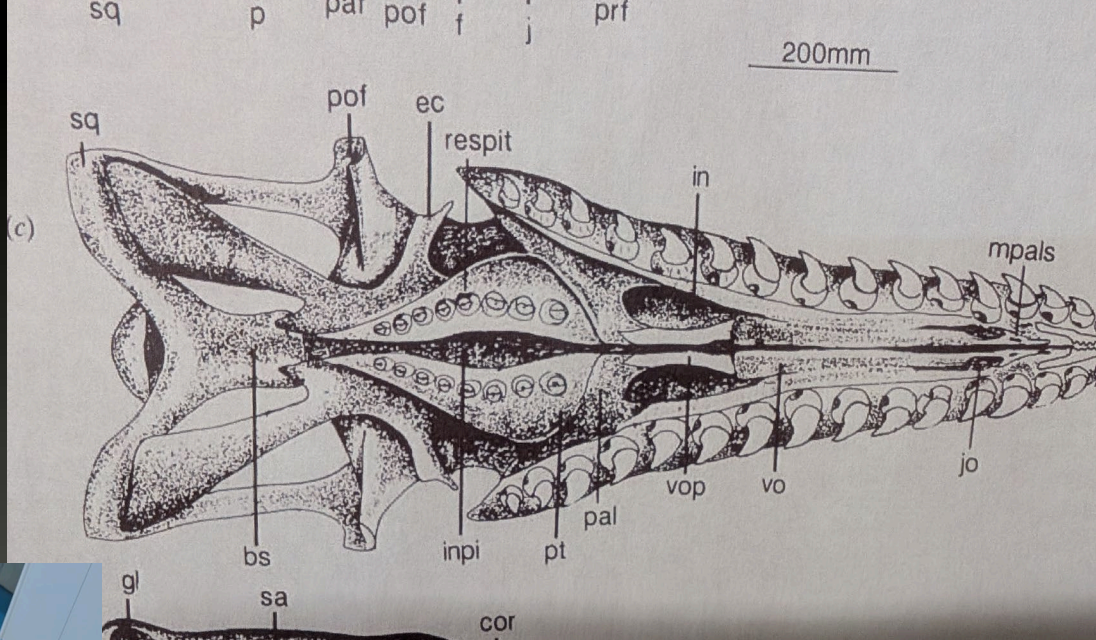 sq p par pof f j prf
200mm
pof ec
sq respit
in
(c)
mpals
jo
vop vo
pal
bs inpi pt
gl
sa
cor